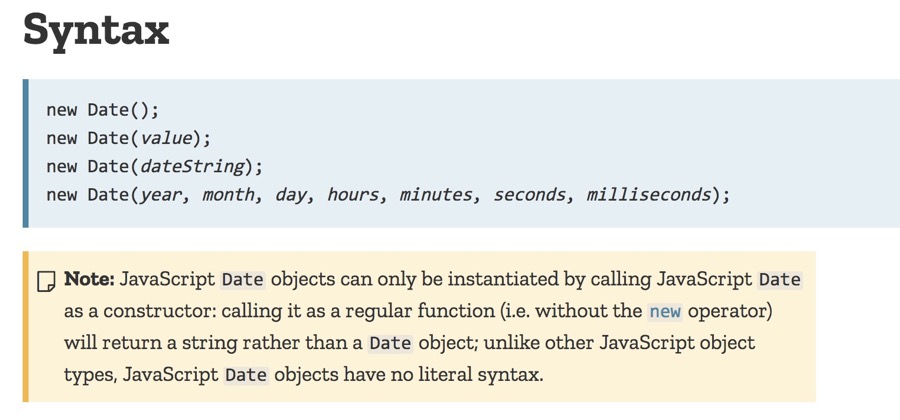 Syntax
new Date();
new Date(value);
new Date(dateString);
new Date(year, month, day, hours, minutes, seconds, milliseconds);
Note: JavaScript Date objects can only be instantiated by calling JavaScript Date
as a constructor: calling it as a regular function (i.e. without the new operator)
will return a string rather than a Date object; unlike other JavaScript object
types, JavaScript Date objects have no literal syntax.